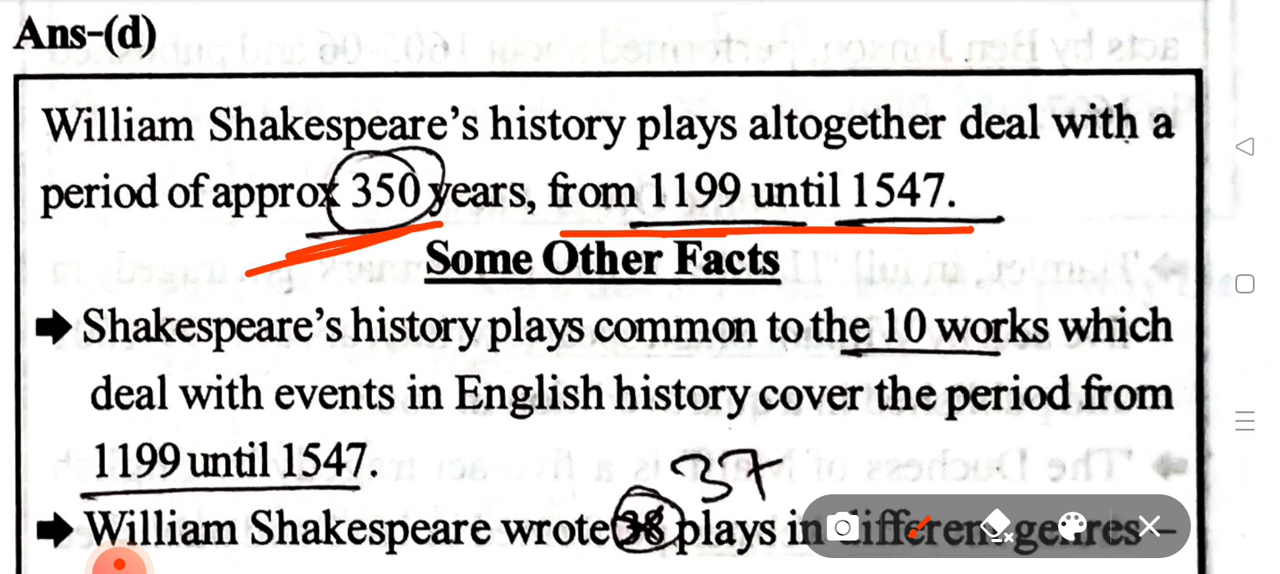 Ans-(d)
William Shakespeare's history plays altogether deal with a
period of approx 350 years, from 1199 until 1547.
Some Other Facts
Shakespeare's history plays common to the 10 works which
deal with events in English history cover the period from
1199 until 1547.
37
William Shakespeare wrote 38 plays in different genres–